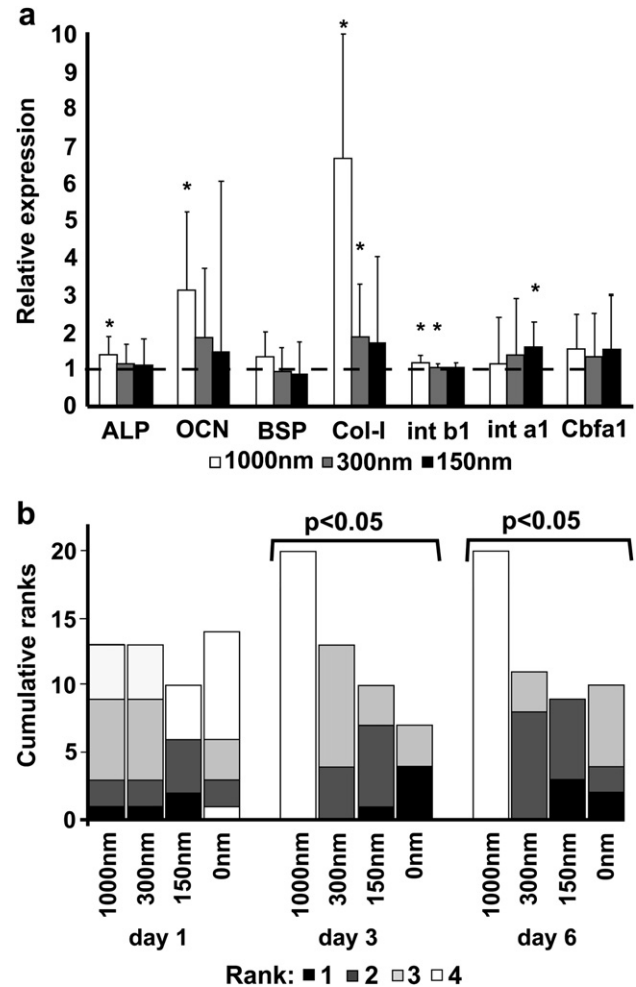 a
Relative expression
10
9
8
7
6
5
4
3
2
1
0
*
*
*
*
* *
*
ALP OCN BSP Col-I int b1 int a1 Cbfa1
1000nm 300nm 150nm
b
p<0.05 p<0.05
Cumulative ranks
20
15
10
5
0
1000nm 300nm 150nm 0nm 1000nm 300nm 150nm 0nm 1000nm 300nm 150nm 0nm
day 1 day 3 day 6
Rank: 1 2 3 4